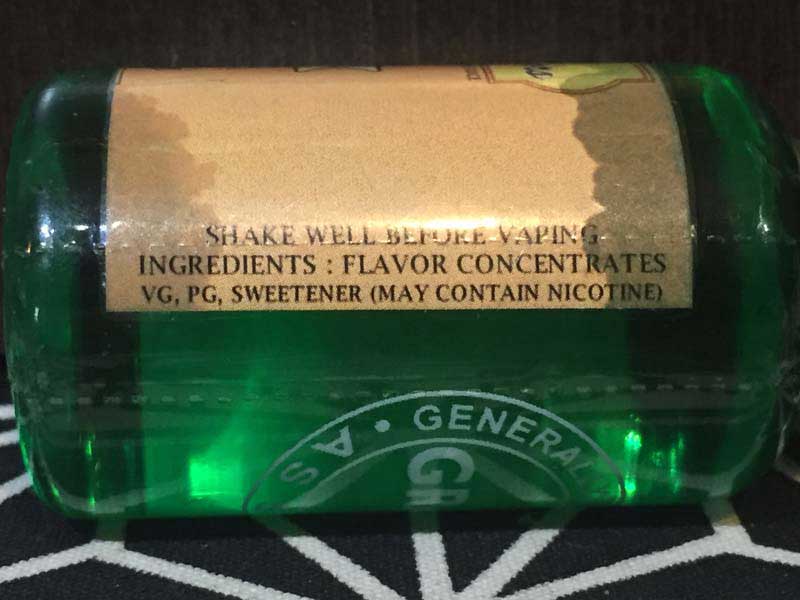 SHAKE WELL BEFORE VAPING
INGREDIENTS : FLAVOR CONCENTRATES
VG, PG, SWEETENER (MAY CONTAIN NICOTINE)
GENERAL